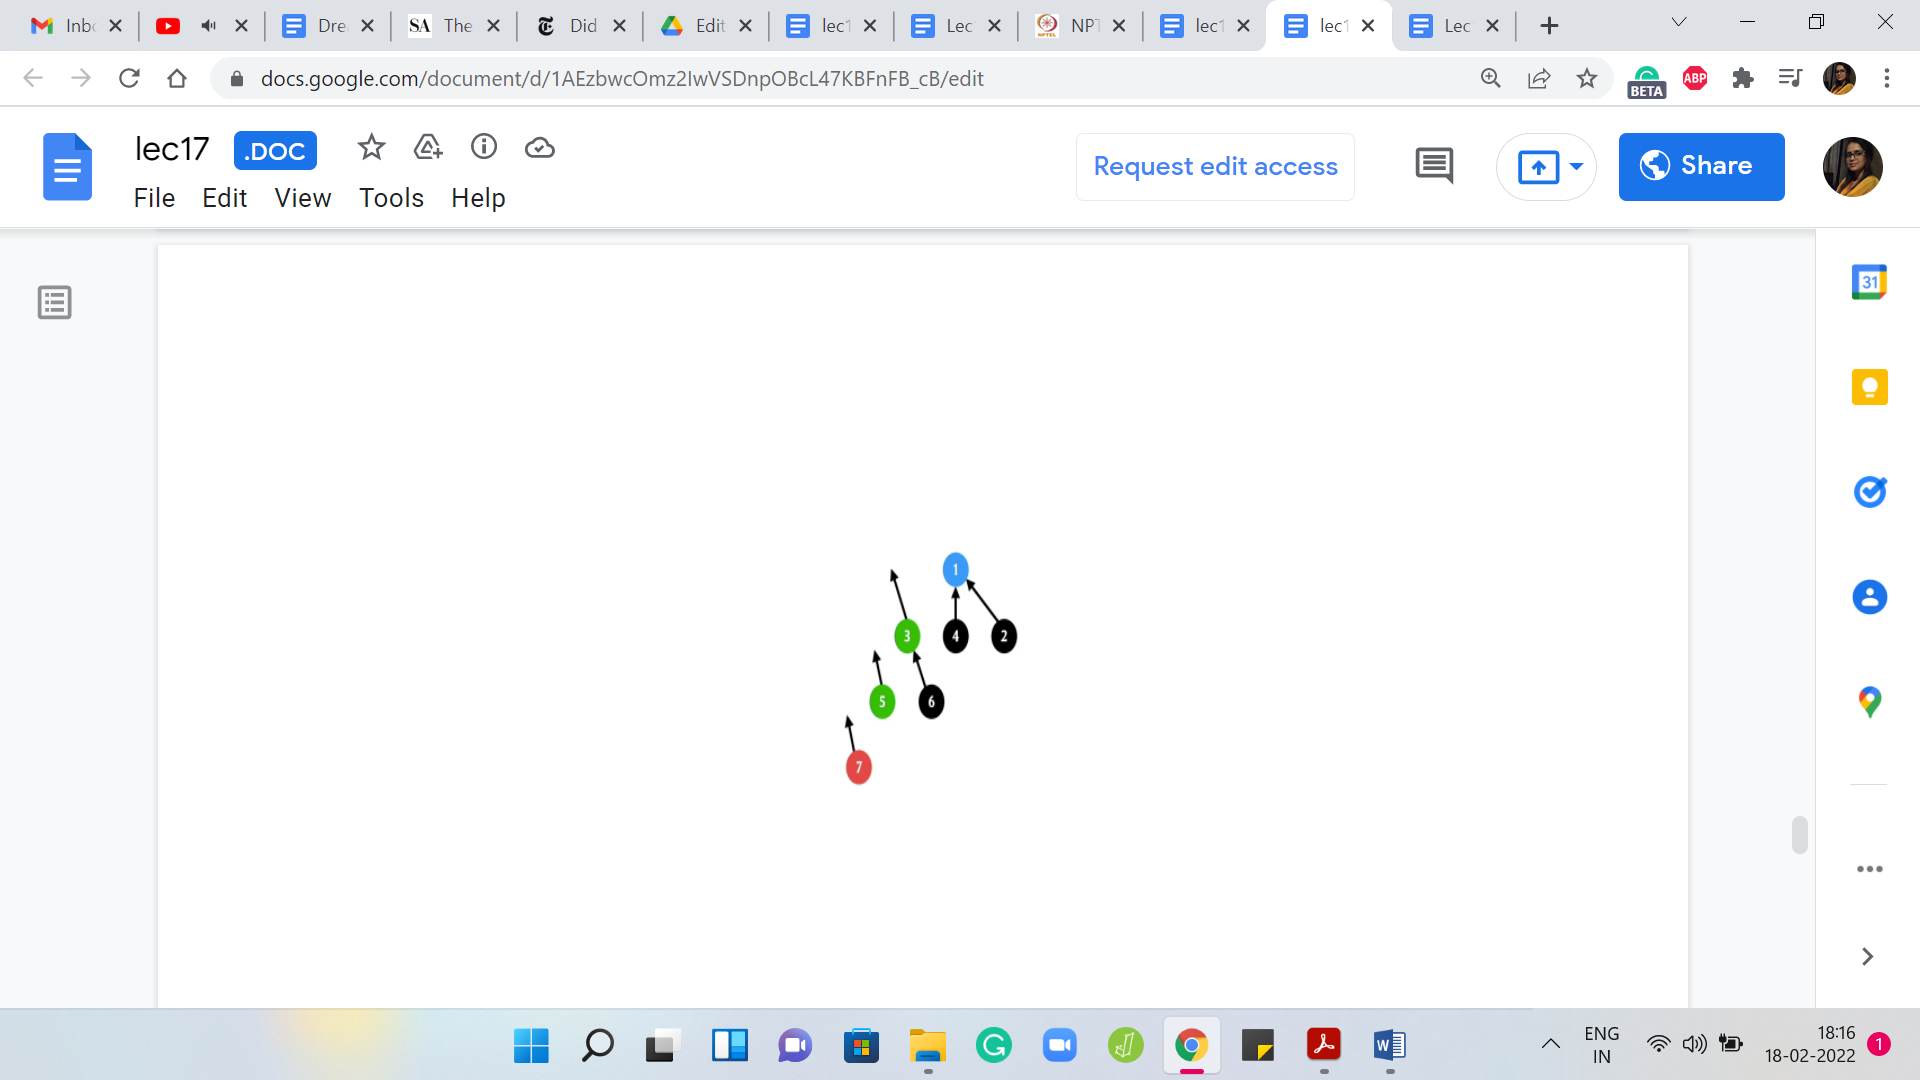 Inbc
Dre
SA The
Did
Edit
lec1
Lec
NPT
lec1
lec1
Lec
docs.google.com/document/d/1AEzbwcOmz2IwVSDnpOBcL47KBFnFB_cB/edit
BETA
ABP
lec17 .DOC
File Edit View Tools Help
Request edit access
Share
31
1
3 4 2
5 6
7
ENG
IN
18:16
18-02-2022
1